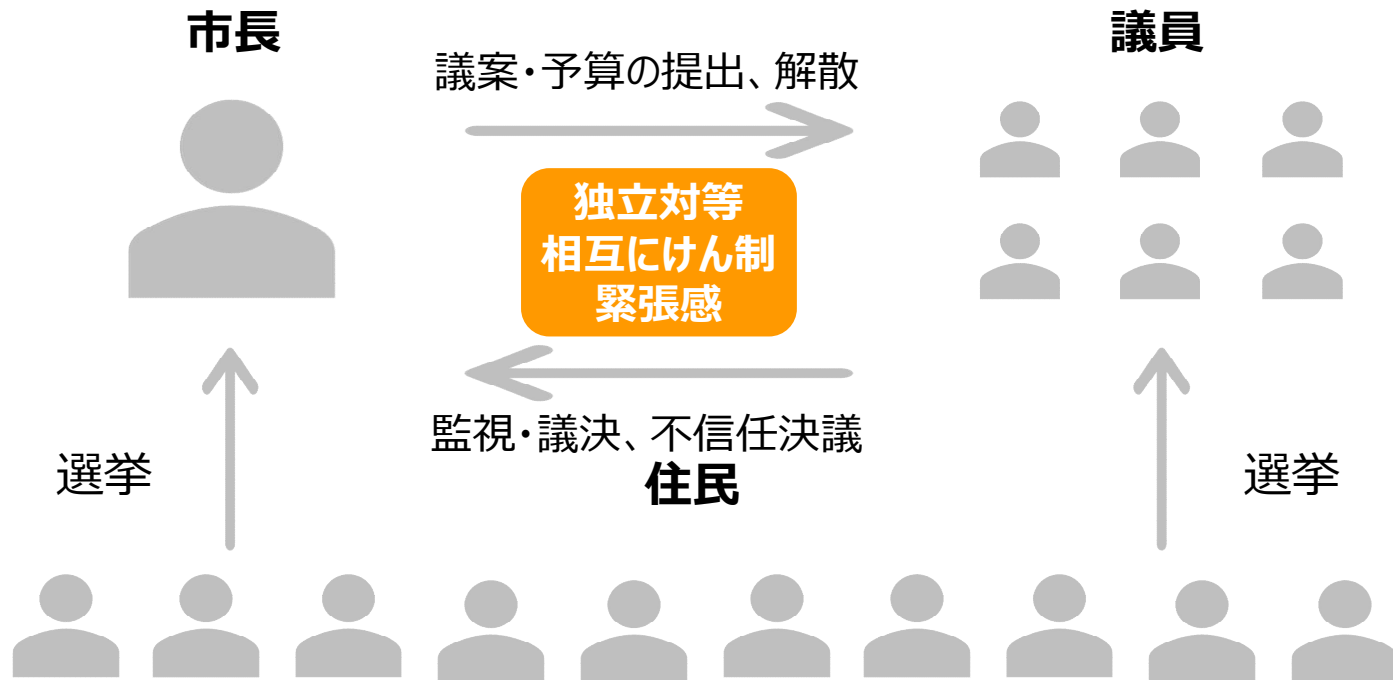 市長
議員
議案・予算の提出、解散
独立対等
相互にけん制
緊張感
監視・議決、不信任決議
選挙
住民
選挙